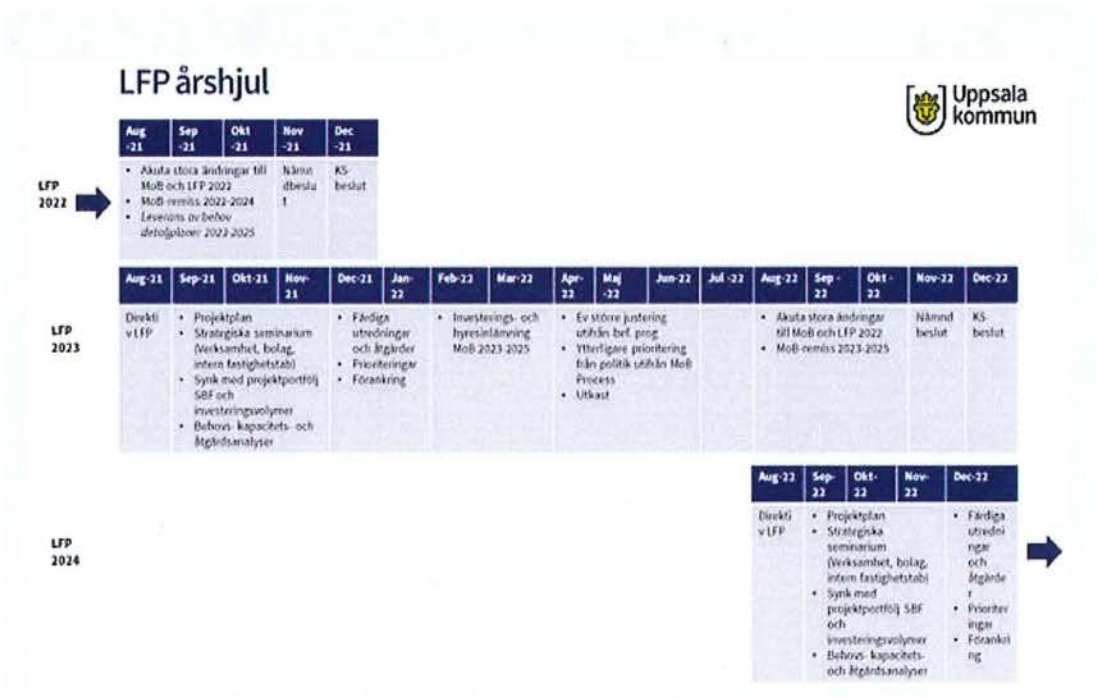 LFP årshjul
Uppsala
kommun
Aug
-21
Sep
-21
Okt
-21
Nov
-21
Dec
-21
LFP
2022
• Akuta stora ändringar till
MoB och LFP 2022
• MoB-remiss 2022-2024
• Leverans av behov
detaljplaner 2023-2025
Nämn
dbeslu
t
KS-
beslut
Aug-21
Sep-21
Okt-21
Nov-
21
Dec-21
Jan-
22
Feb-22
Mar-22
Apr-
22
Maj
-22
Jun-22
Jul -22
Aug-22
Sep -
22
Okt -
22
Nov-22
Dec-22
LFP
2023
Direkti
v LFP
• Projektplan
• Strategiska seminarium
(Verksamhet, bolag,
intern fastighetstab)
• Synk med projektportfölj
SBF och
investeringsvolymer
• Behovs- kapacitets- och
åtgärdsanalyser
• Färdiga
utredningar
och åtgärder
• Prioriteringar
• Förankring
• Investerings- och
hyresinlämning
MoB 2023-2025
• Ev större justering
utifrån bef. prog
• Ytterligare prioritering
från politik utifrån MoB
Process
• Utkast
• Akuta stora ändringar
till MoB och LFP 2022
• MoB-remiss 2023-2025
Nämnd
beslut
KS-
beslut
Aug-22
Sep-
22
Okt-
22
Nov-
22
Dec-22
LFP
2024
Direkti
v LFP
• Projektplan
• Strategiska
seminarium
(Verksamhet, bolag,
intern fastighetstab)
• Synk med
projektportfölj SBF
och
investeringsvolymer
• Behovs- kapacitets-
och åtgärdsanalyser
• Färdiga
utredni
ngar
och
åtgärde
r
• Prioriter
ingar
• Förankri
ng